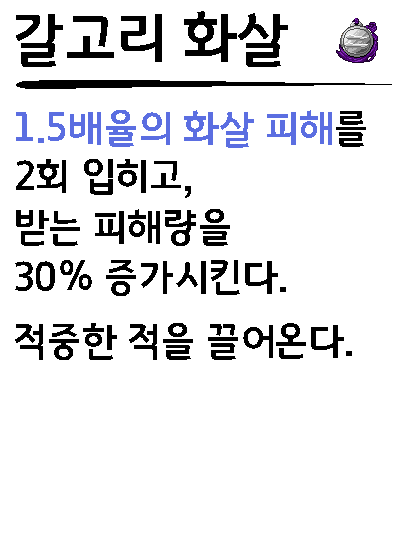 갈고리 화살
1.5배율의 화살 피해를
2회 입히고,
받는 피해량을
30% 증가시킨다.
적중한 적을 끌어온다.